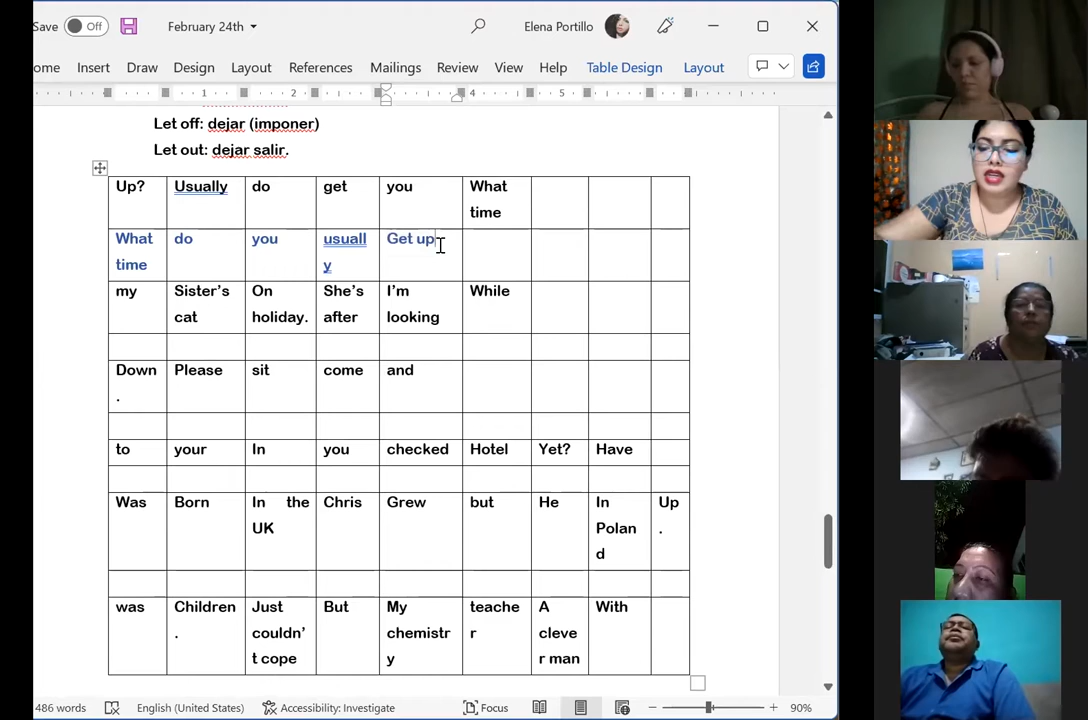 Save Off February 24th Elena Portillo
ome Insert Draw Design Layout References Mailings Review View Help Table Design Layout
1 2 4 5
Let off: dejar (imponer)
Let out: dejar salir.
Up? Usually do get you What
time
What do you usuall Get up
time y
my Sister's On She's I'm While
cat holiday. after looking
Down Please sit come and
.
to your In you checked Hotel Yet? Have
Was Born In the Chris Grew but He In Up
UK Polan .
d
was Children Just But My teache A With
. couldn' chemistr r cleve
t cope y r man
486 words English (United States) Accessibility: Investigate Focus 90%